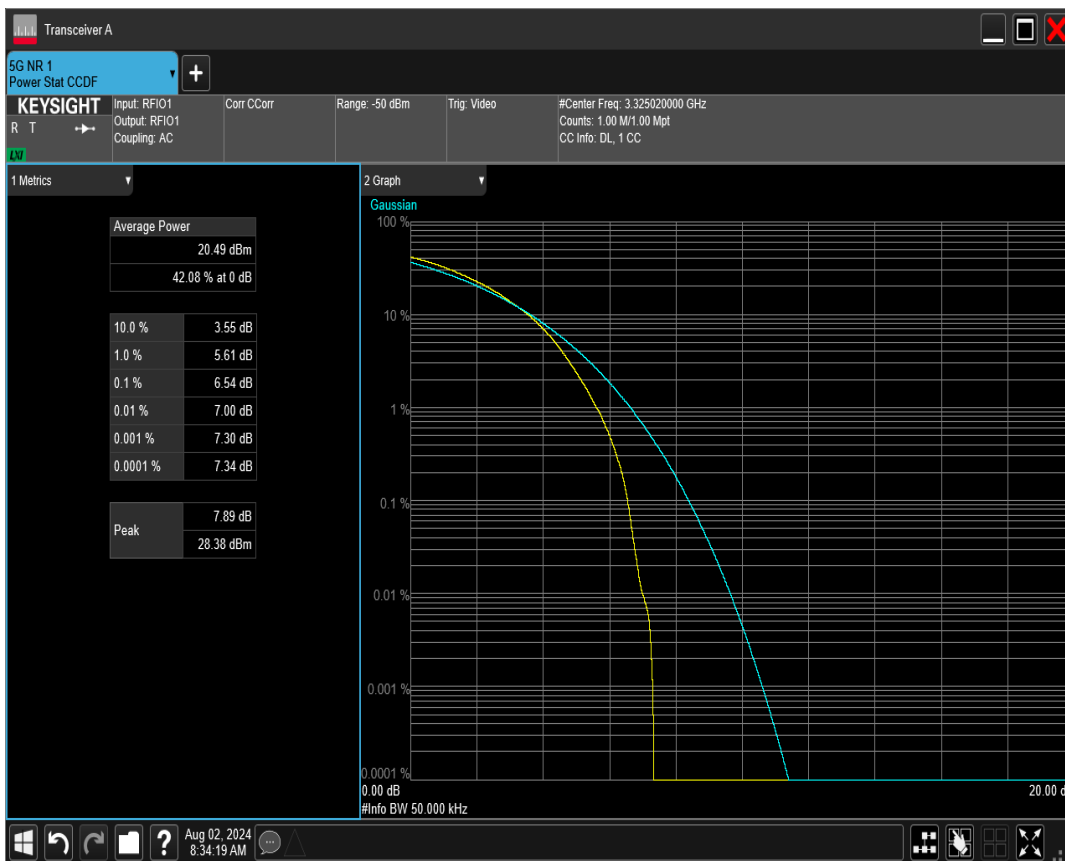 Transceiver A
5G NR 1
Power Stat CCDF
KEYSIGHT
R T
LXI
Input: RFIO1
Output: RFIO1
Coupling: AC
Corr CCorr
Range: -50 dBm
Trig: Video
#Center Freq: 3.325020000 GHz
Counts: 1.00 M/1.00 Mpt
CC Info: DL, 1 CC
1 Metrics
Average Power
20.49 dBm
42.08 % at 0 dB
10.0 % 3.55 dB
1.0 % 5.61 dB
0.1 % 6.54 dB
0.01 % 7.00 dB
0.001 % 7.30 dB
0.0001 % 7.34 dB
Peak 7.89 dB
28.38 dBm
2 Graph
Gaussian
100 %
10 %
1 %
0.1 %
0.01 %
0.001 %
0.0001 %
0.00 dB 20.00 d
#Info BW 50.000 kHz
? Aug 02, 2024
8:34:19 AM